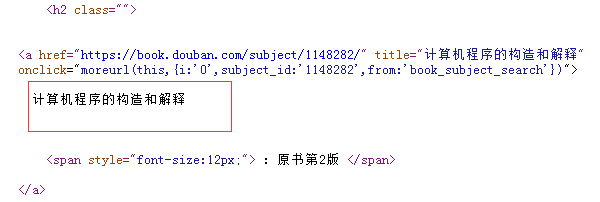 <h2 class="">
<a href="https://book.douban.com/subject/1148282/" title="计算机程序的构造和解释"
onclick="moreurl(this,{i:'0',subject_id:'1148282',from:'book_subject_search'})">
计算机程序的构造和解释
<span style="font-size:12px;"> : 原书第2版 </span>
</a>